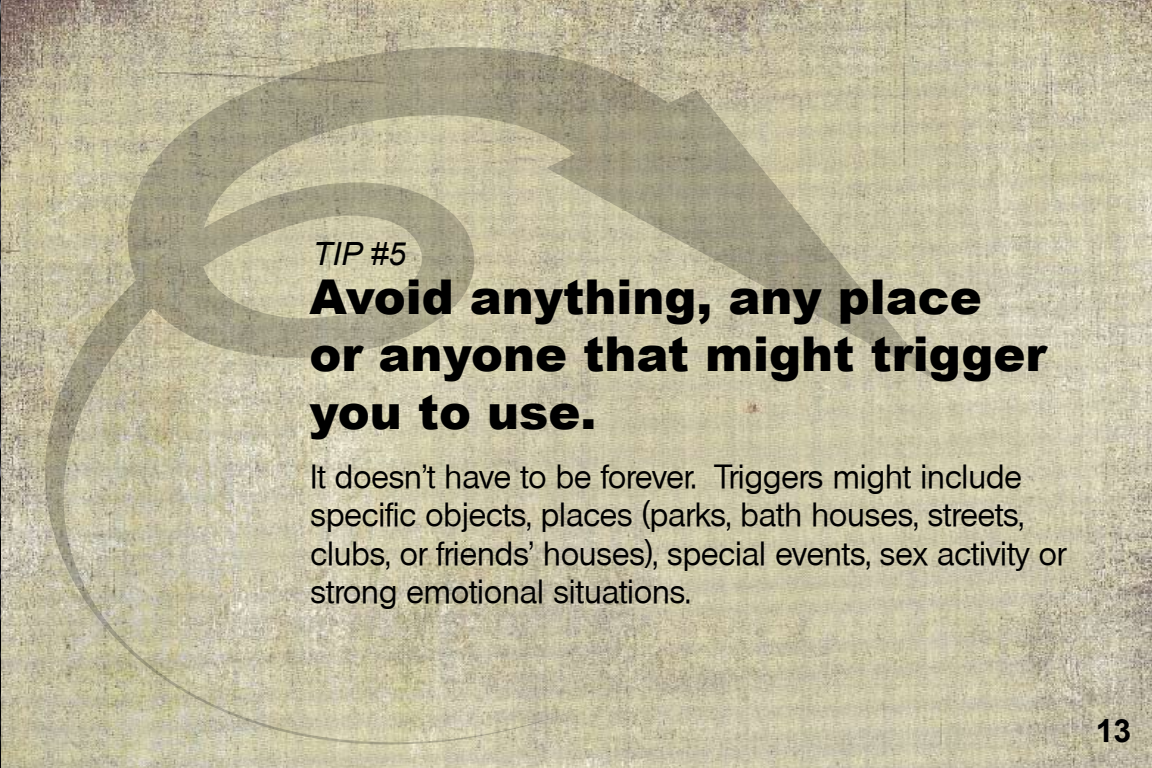 TIP #5
Avoid anything, any place
or anyone that might trigger
you to use.
It doesn’t have to be forever.  Triggers might include
specific objects, places (parks, bath houses, streets,
clubs, or friends’ houses), special events, sex activity or
strong emotional situations.
13